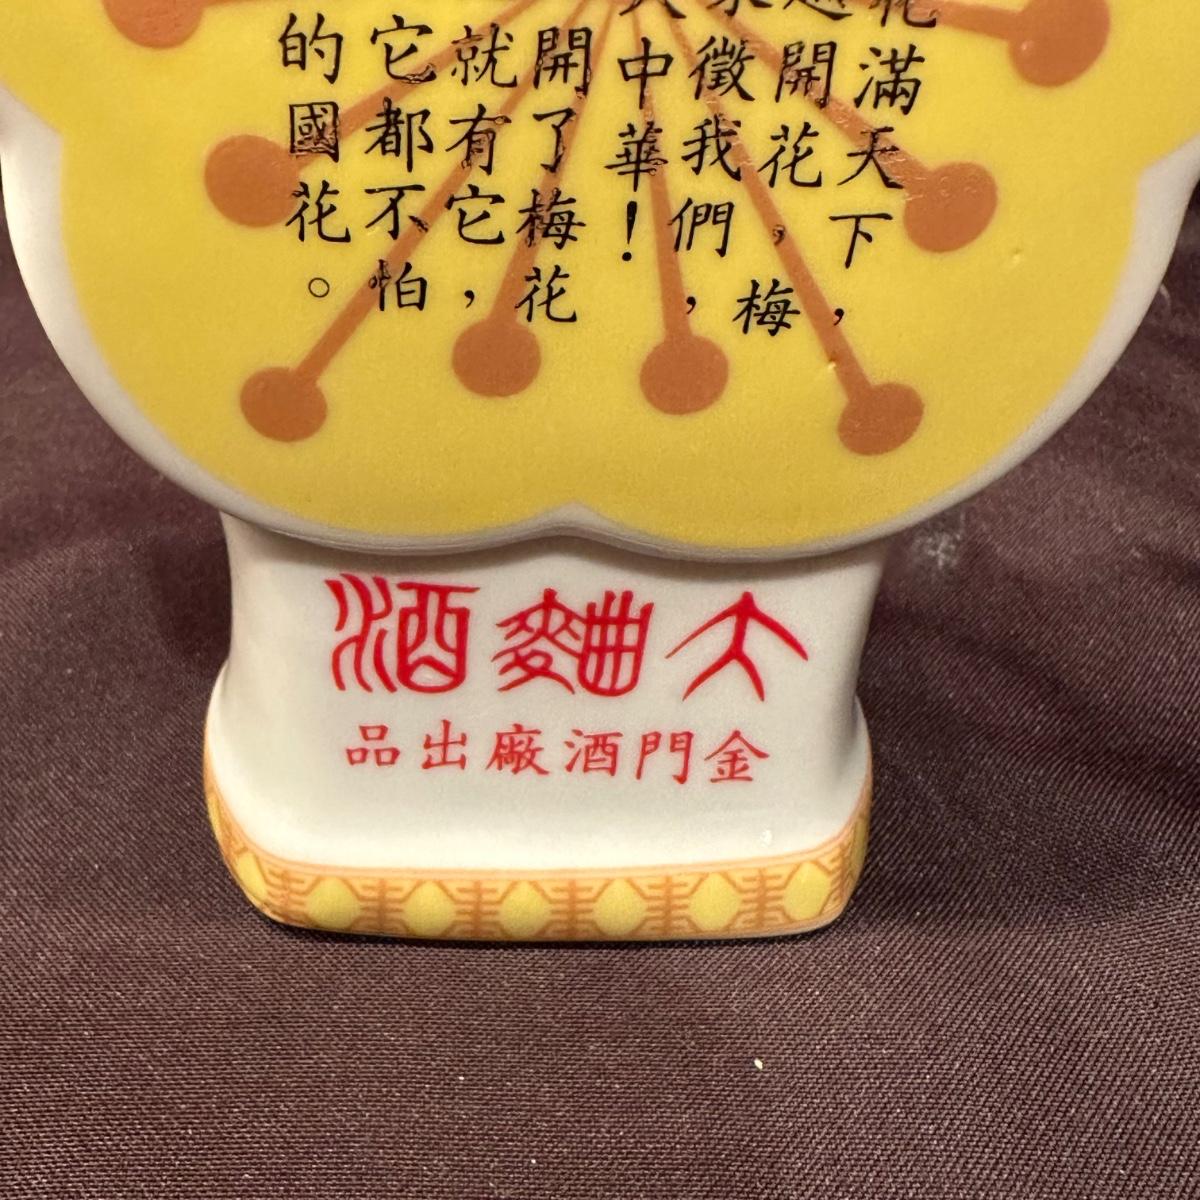 滿天下，
開花，梅
徵我們，
中華！
開了梅花
就有它，
它都不怕
的國花。
大麯酒
金門酒廠出品